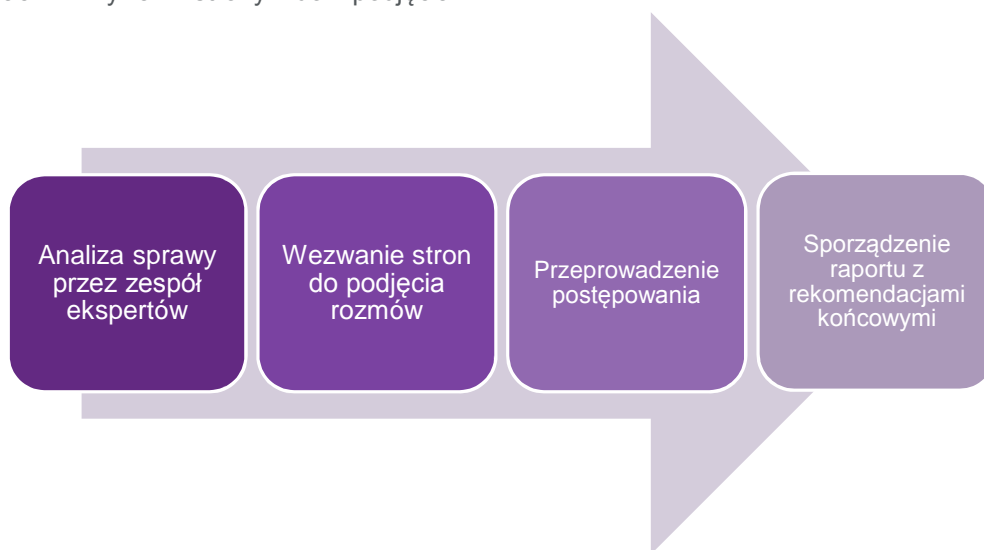 Analiza sprawy
przez zespół
ekspertów
Wezwanie stron
do podjęcia
rozmów
Przeprowadzenie
postępowania
Sporządzenie
raportu z
rekomendacjami
końcowymi